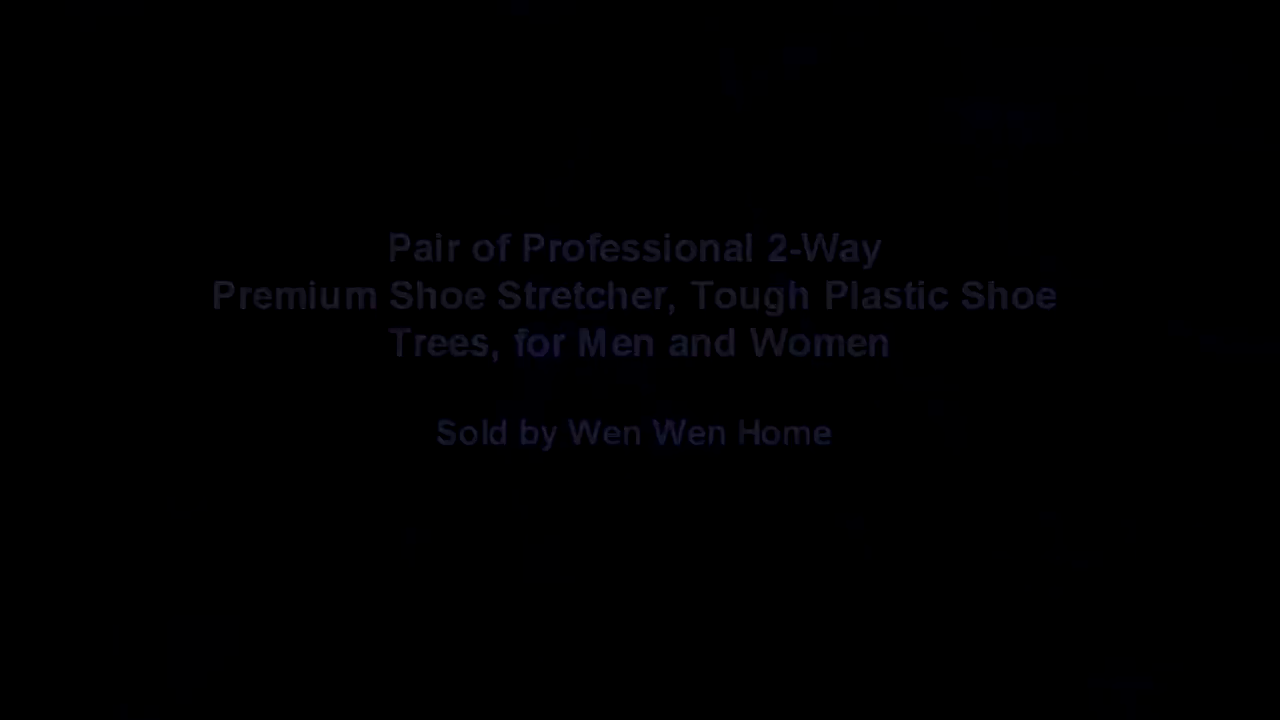 Pair of Professional 2-Way
Premium Shoe Stretcher, Tough Plastic Shoe
Trees, for Men and Women
Sold by Wen Wen Home